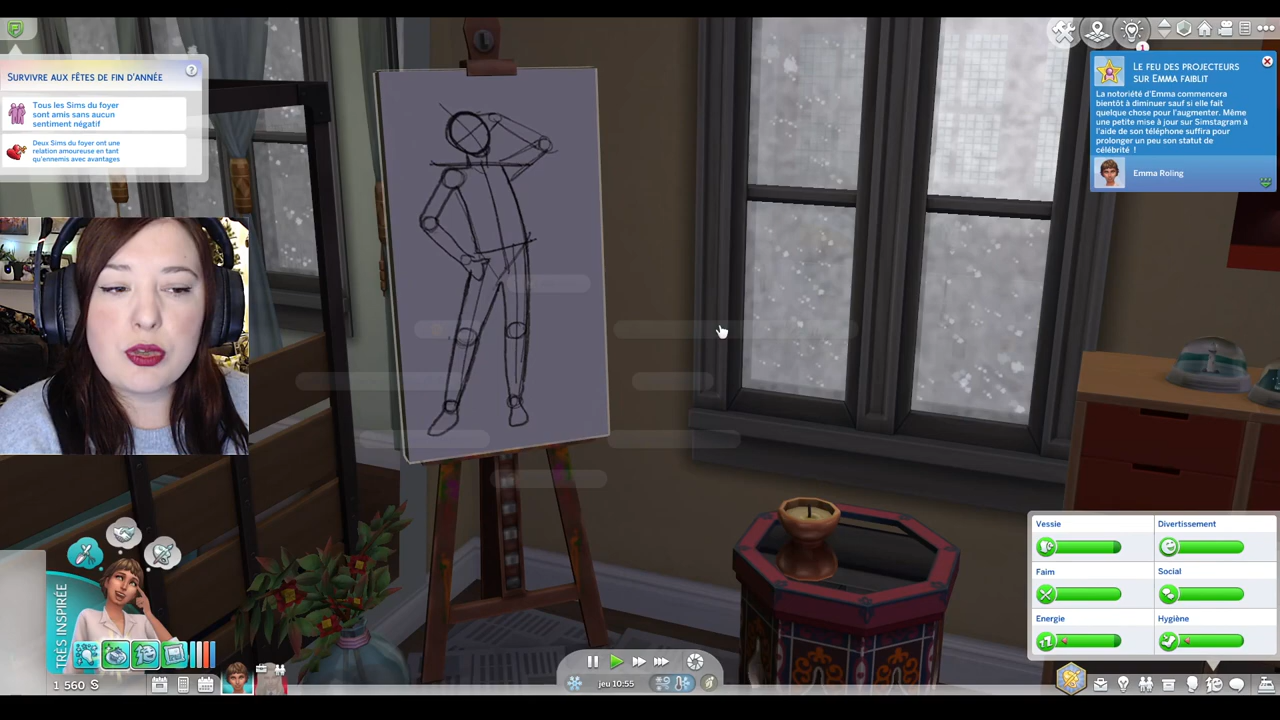 SURVIVRE AUX FÊTES DE FIN D'ANNÉE
?
Tous les Sims du foyer
sont amis sans aucun
sentiment négatif
Deux Sims du foyer ont une
relation amoureuse en tant
qu'ennemis avec avantages
1
LE FEU DES PROJECTEURS
SUR EMMA FAIBLIT
La notoriété d'Emma commencera
bientôt à diminuer sauf si elle fait
quelque chose pour l'augmenter. Même
une petite mise à jour sur Simstagram à
l'aide de son téléphone suffira pour
prolonger un peu son statut de
célébrité !
Emma Roiing
TRÈS INSPIRÉE
1 560 S
jeu 10:55
Vessie
Divertissement
Faim
Social
Energie
Hygiène